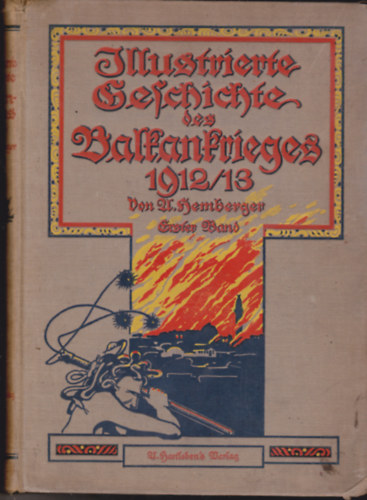 Illustrierte
Geschichte
des
Balkankrieges
1912/13
Von A. Hemberger
Erster Band
A. Hartleben's Verlag